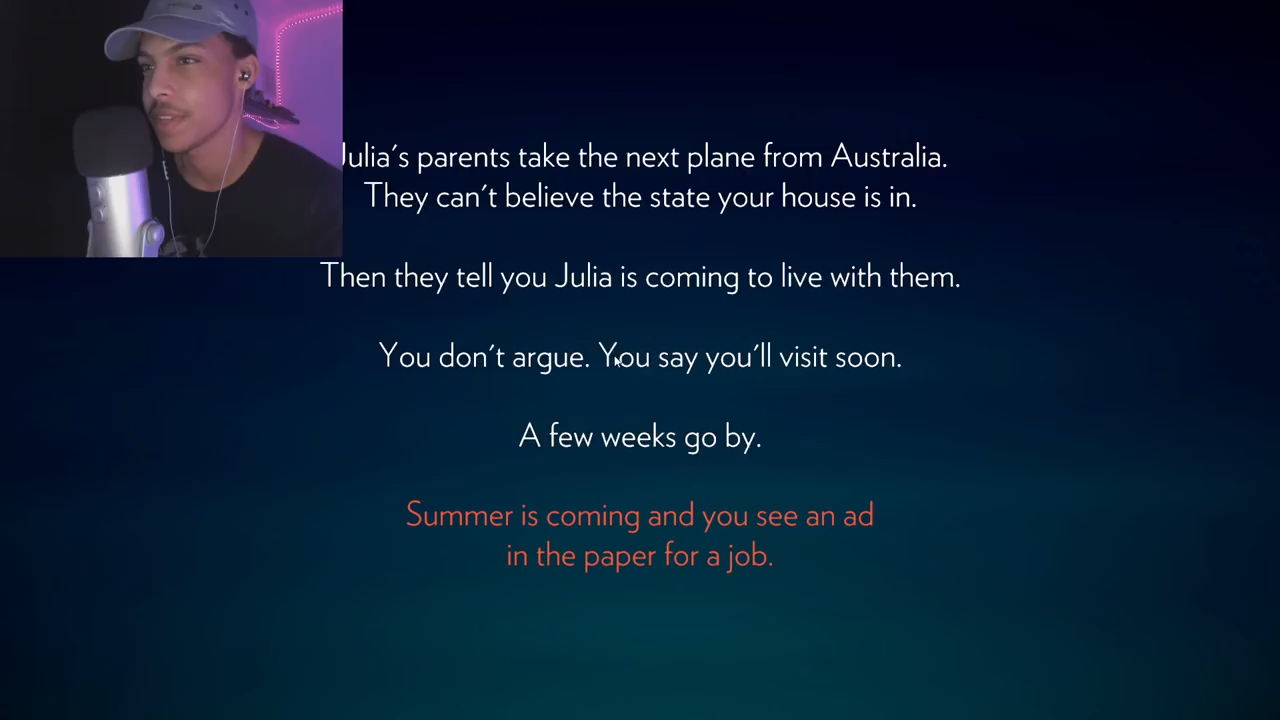 Julia's parents take the next plane from Australia.
They can't believe the state your house is in.
Then they tell you Julia is coming to live with them.
You don't argue. You say you'll visit soon.
A few weeks go by.
Summer is coming and you see an ad
in the paper for a job.